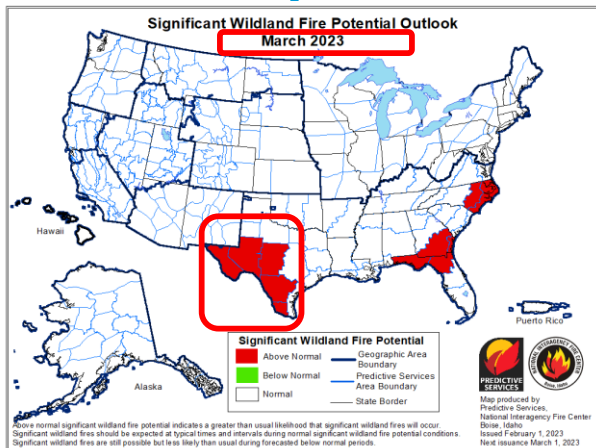 Significant Wildland Fire Potential Outlook
March 2023
Hawaii
Alaska
Puerto Rico
Significant Wildland Fire Potential
Above Normal
Below Normal
Normal
Geographic Area
Boundary
Predictive Services
Area Boundary
State Border
PREDICTIVE
SERVICES
NATIONAL INTERAGENCY FIRE CENTER
Boise, Idaho
Map produced by
Predictive Services,
National Interagency Fire Center
Boise, Idaho
Issued February 1, 2023
Next issuance March 1, 2023
Above normal significant wildland fire potential indicates a greater than usual likelihood that significant wildland fires will occur.
Significant wildland fires should be expected at typical times and intervals during normal significant wildland fire potential conditions.
Significant wildland fires are still possible but less likely than usual during forecasted below normal periods.